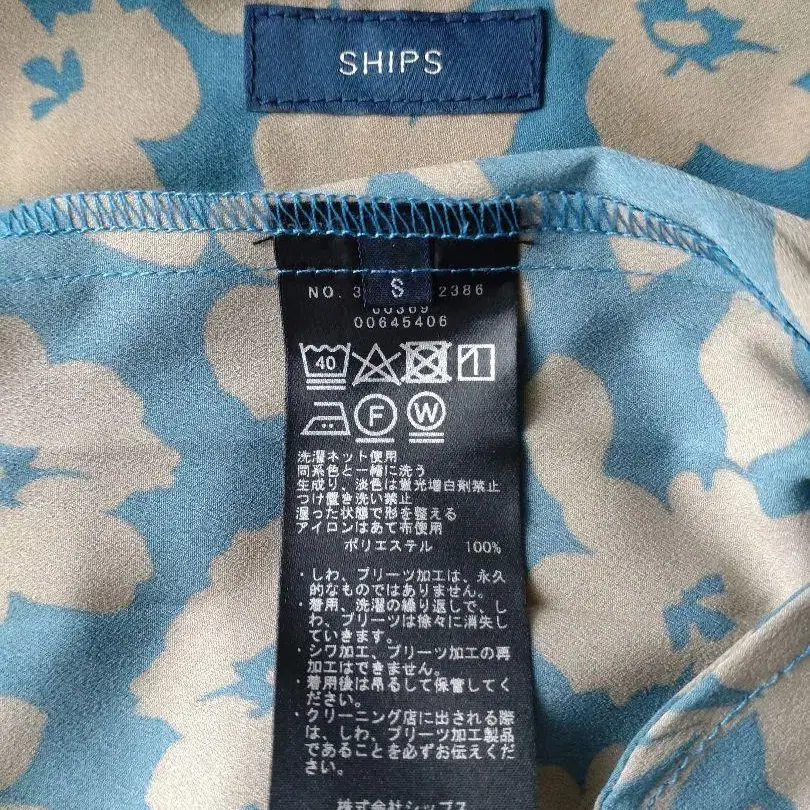 SHIPS
NO. 3 S 2386
00369
00645406
40
F W
洗濯ネット使用
同系色と一緒に洗う
生成り、淡色は蛍光増白剤禁止
つけ置き洗い禁止
湿った状態で形を整える
アイロンはあて布使用
ポリエステル 100%
・しわ、プリーツ加工は、永久
的なものではありません。
・着用、洗濯の繰り返しで、し
わ、プリーツは徐々に消失し
ていきます。
・シワ加工、プリーツ加工の再
加工はできません。
・着用後は吊るして保管してく
ださい。
・クリーニング店に出される際
は、しわ、プリーツ加工製品
であることを必ずお伝えくだ
さい。
株式会社シップス